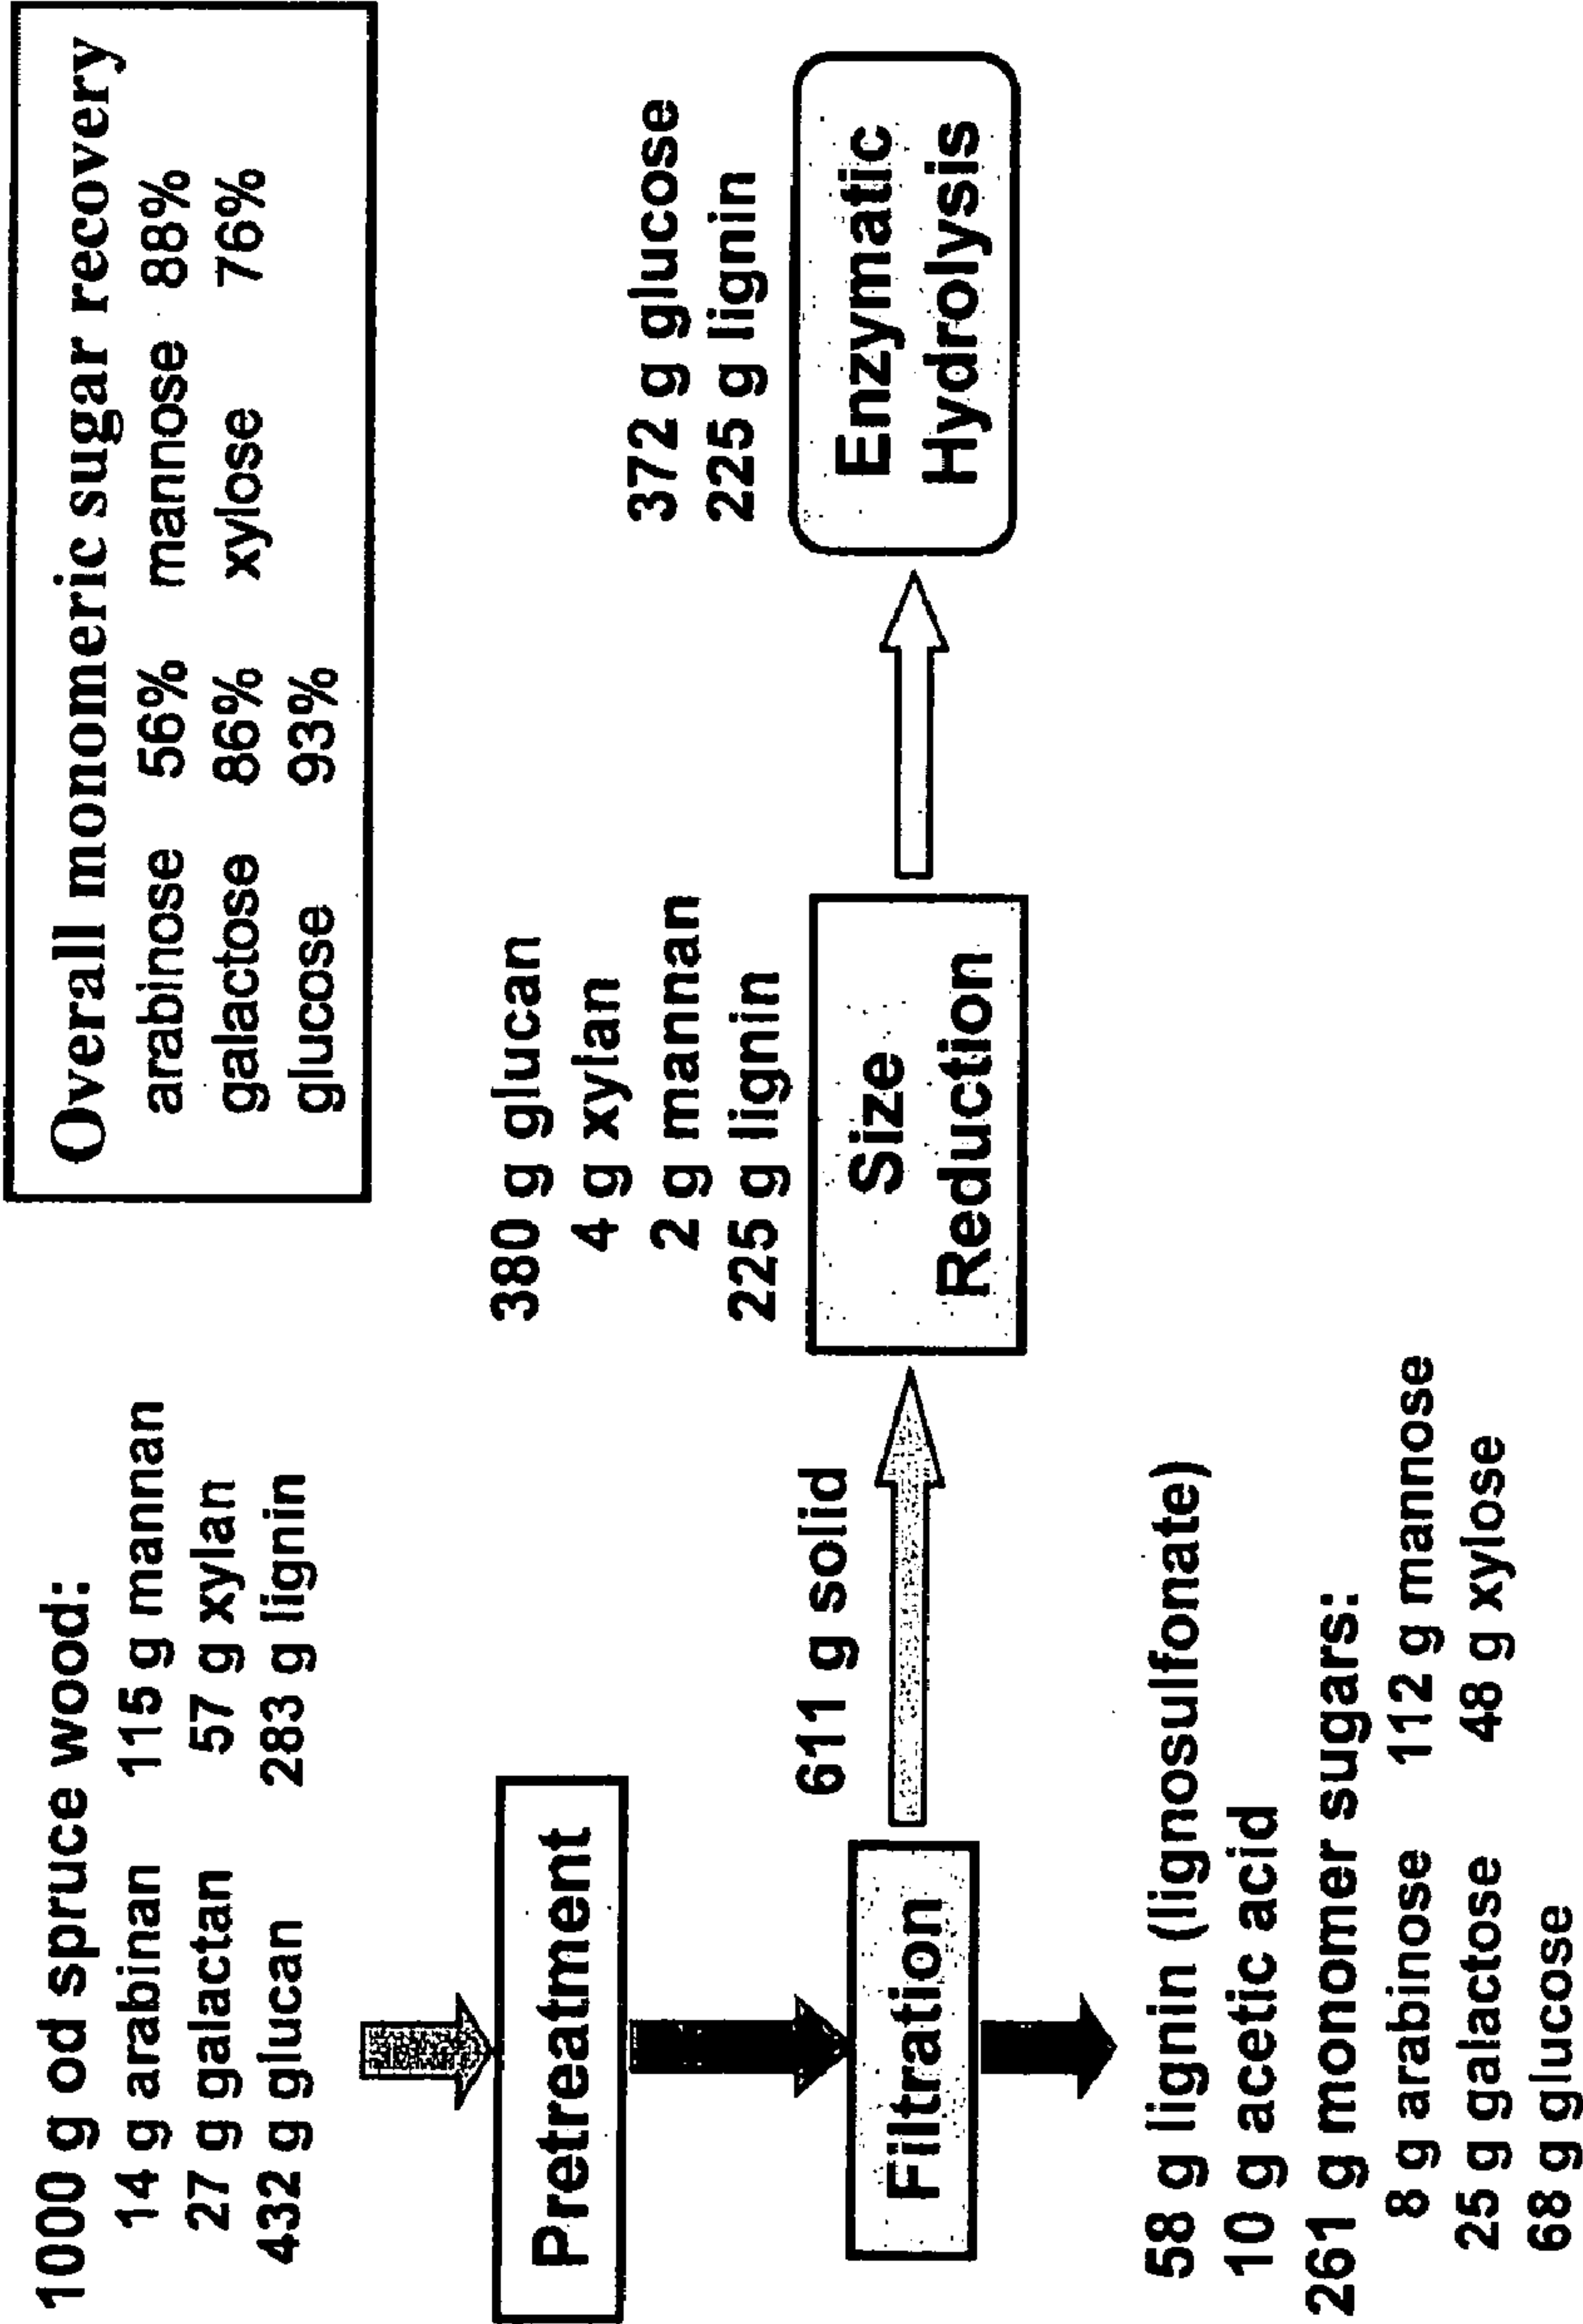 Overall monomeric sugar recovery
arabinose 56% mannose 88%
galactose 86% xylose 76%
glucose 93%
1000 g od spruce wood:
14 g arabinan 115 g mannan
27 g galactan 57 g xylan
432 g glucan 283 g lignin
Pretreatment
Filtration
611 g solid
380 g glucan
4 g xylan
2 g mannan
225 g lignin
Size
Reduction
372 g glucose
225 g lignin
Enzymatic
Hydrolysis
58 g lignin (lignosulfonate)
10 g acetic acid
261 g monomer sugars:
8 g arabinose 112 g mannose
25 g galactose 48 g xylose
68 g glucose